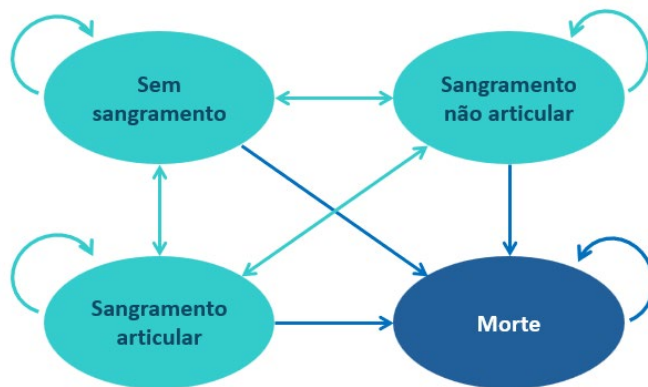 Sem
sangramento
Sangramento
não articular
Sangramento
articular
Morte